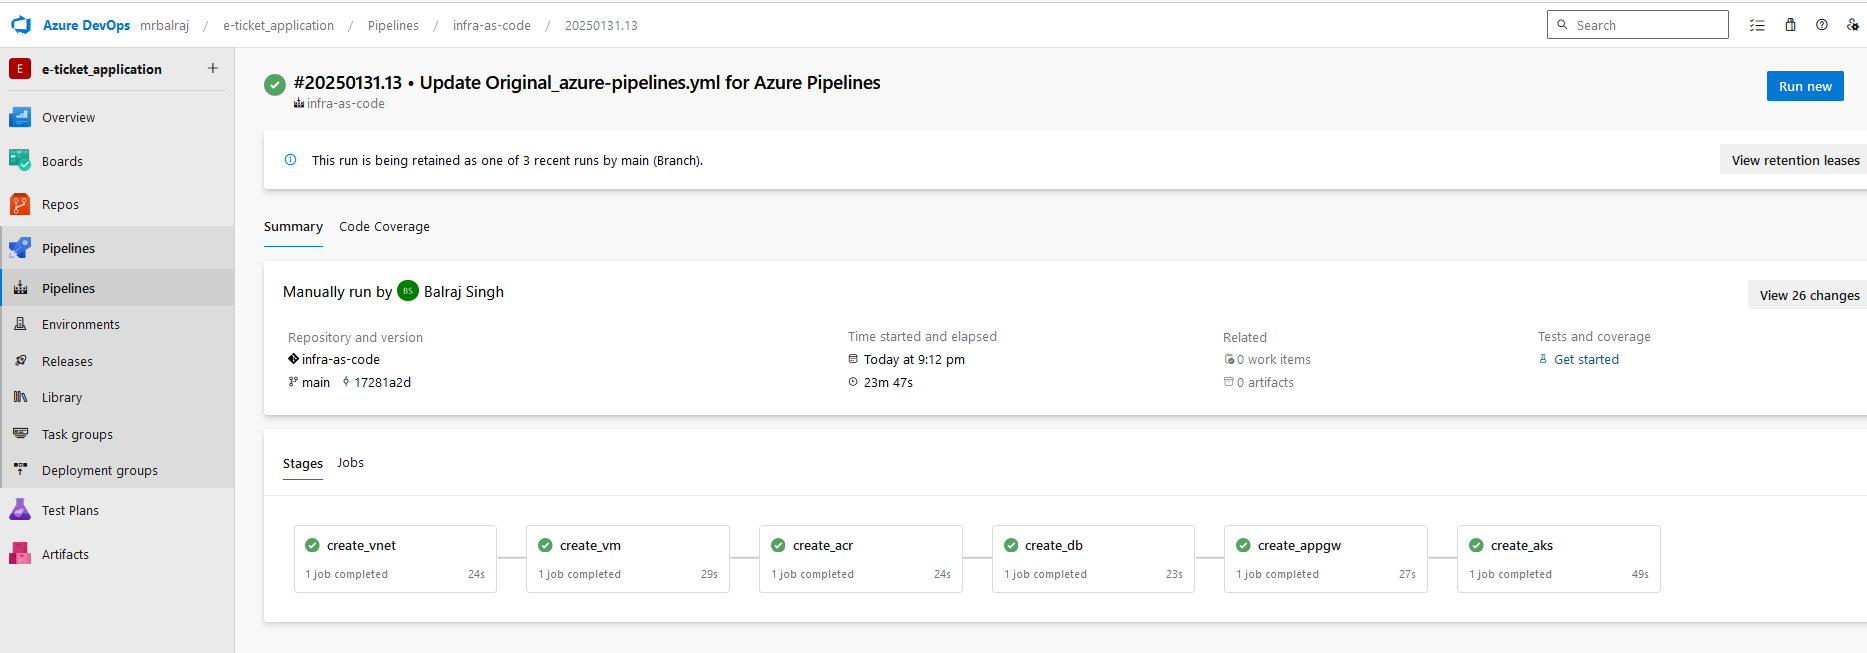 Azure DevOps mrbalraj / e-ticket_application / Pipelines / infra-as-code / 20250131.13
Search
E e-ticket_application +
Overview
Boards
Repos
Pipelines
Pipelines
Environments
Releases
Library
Task groups
Deployment groups
Test Plans
Artifacts
#20250131.13 • Update Original_azure-pipelines.yml for Azure Pipelines
infra-as-code
Run new
This run is being retained as one of 3 recent runs by main (Branch).
View retention leases
Summary Code Coverage
Manually run by BS Balraj Singh
View 26 changes
Repository and version
infra-as-code
main 17281a2d
Time started and elapsed
Today at 9:12 pm
23m 47s
Related
0 work items
0 artifacts
Tests and coverage
Get started
Stages Jobs
create_vnet
1 job completed 24s
create_vm
1 job completed 29s
create_acr
1 job completed 24s
create_db
1 job completed 23s
create_appgw
1 job completed 27s
create_aks
1 job completed 49s